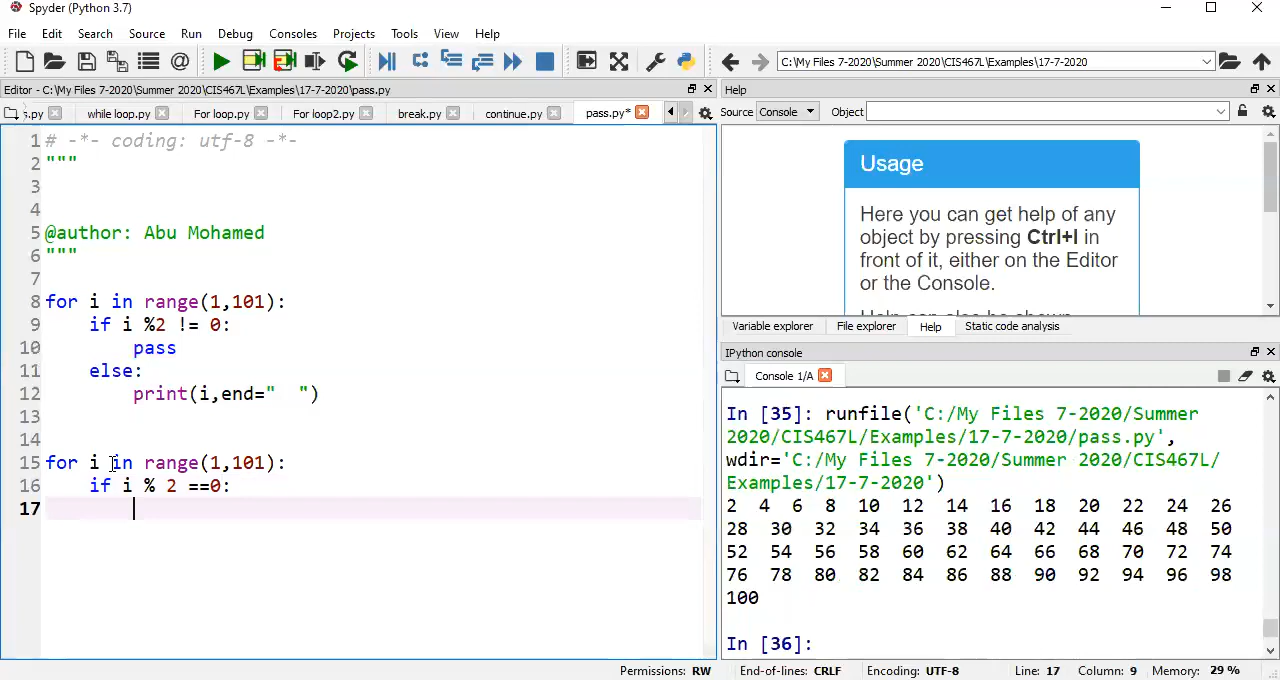 Spyder (Python 3.7)
File Edit Search Source Run Debug Consoles Projects Tools View Help
C:\My Files 7-2020\Summer 2020\CIS467L\Examples\17-7-2020
Editor - C:\My Files 7-2020\Summer 2020\CIS467L\Examples\17-7-2020\pass.py
s.py while loop.py For loop.py For loop2.py break.py continue.py pass.py*
1 # -*- coding: utf-8 -*-
2 """
3
4
5 @author: Abu Mohamed
6 """
7
8 for i in range(1,101):
9     if i %2 != 0:
10         pass
11     else:
12         print(i,end="  ")
13
14
15 for i in range(1,101):
16     if i % 2 ==0:
17
Help
Source Console Object
Usage
Here you can get help of any
object by pressing Ctrl+I in
front of it, either on the Editor
or the Console.
Variable explorer File explorer Help Static code analysis
IPython console
Console 1/A
In [35]: runfile('C:/My Files 7-2020/Summer
2020/CIS467L/Examples/17-7-2020/pass.py',
wdir='C:/My Files 7-2020/Summer 2020/CIS467L/
Examples/17-7-2020')
2  4  6  8  10  12  14  16  18  20  22  24  26
28  30  32  34  36  38  40  42  44  46  48  50
52  54  56  58  60  62  64  66  68  70  72  74
76  78  80  82  84  86  88  90  92  94  96  98
100
In [36]:
Permissions: RW End-of-lines: CRLF Encoding: UTF-8 Line: 17 Column: 9 Memory: 29 %